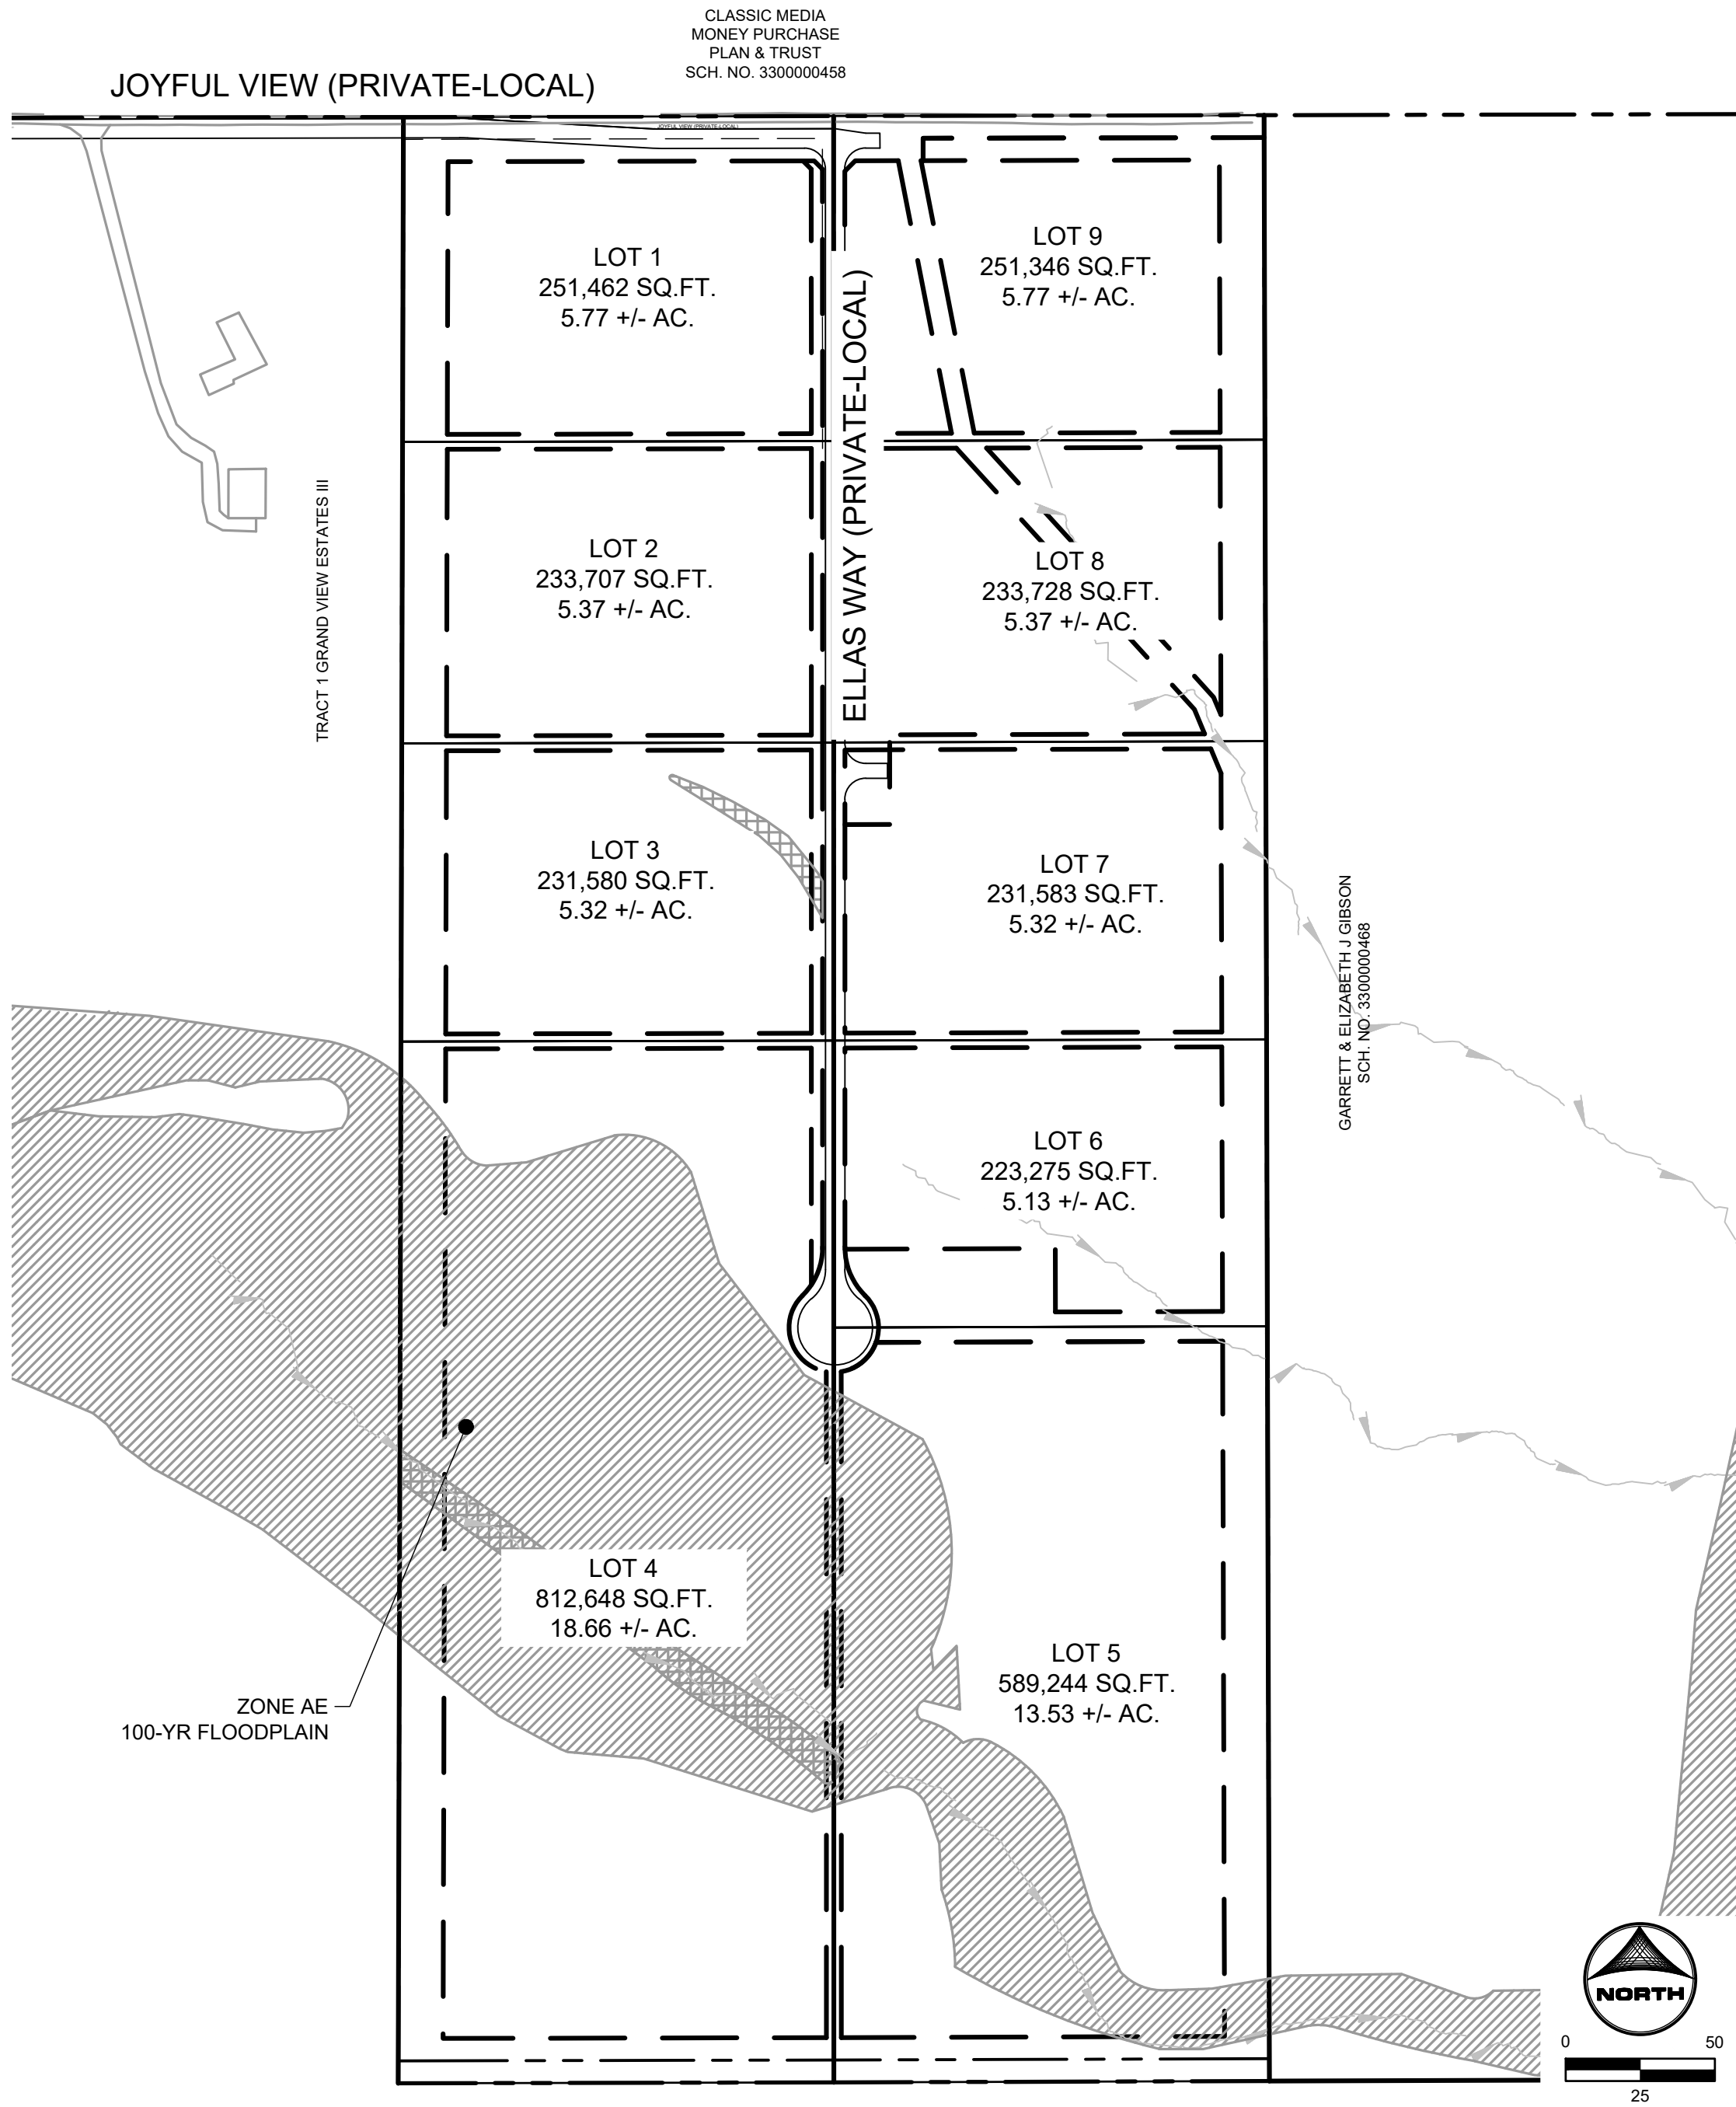 CLASSIC MEDIA
MONEY PURCHASE
PLAN & TRUST
SCH. NO. 3300000458
JOYFUL VIEW (PRIVATE-LOCAL)
JOYFUL VIEW (PRIVATE-LOCAL)
LOT 1
251,462 SQ.FT.
5.77 +/- AC.
LOT 9
251,346 SQ.FT.
5.77 +/- AC.
ELLAS WAY (PRIVATE-LOCAL)
TRACT 1 GRAND VIEW ESTATES III
LOT 2
233,707 SQ.FT.
5.37 +/- AC.
LOT 8
233,728 SQ.FT.
5.37 +/- AC.
LOT 3
231,580 SQ.FT.
5.32 +/- AC.
LOT 7
231,583 SQ.FT.
5.32 +/- AC.
GARRETT & ELIZABETH J GIBSON
SCH. NO. 3300000468
LOT 6
223,275 SQ.FT.
5.13 +/- AC.
LOT 4
812,648 SQ.FT.
18.66 +/- AC.
LOT 5
589,244 SQ.FT.
13.53 +/- AC.
ZONE AE
100-YR FLOODPLAIN
NORTH
0 50
25